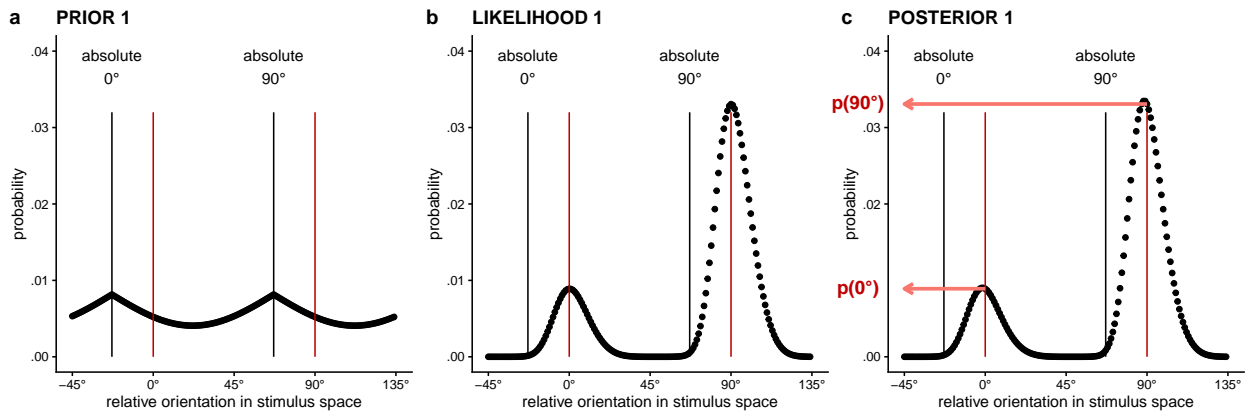 a PRIOR 1
.04
.03
.02
.01
.00
probability
absolute
0°
absolute
90°
−45°
0°
45°
90°
135°
relative orientation in stimulus space
b LIKELIHOOD 1
.04
.03
.02
.01
.00
probability
absolute
0°
absolute
90°
−45°
0°
45°
90°
135°
relative orientation in stimulus space
c POSTERIOR 1
.04
.03
.02
.01
.00
probability
absolute
0°
absolute
90°
p(90°)
p(0°)
−45°
0°
45°
90°
135°
relative orientation in stimulus space